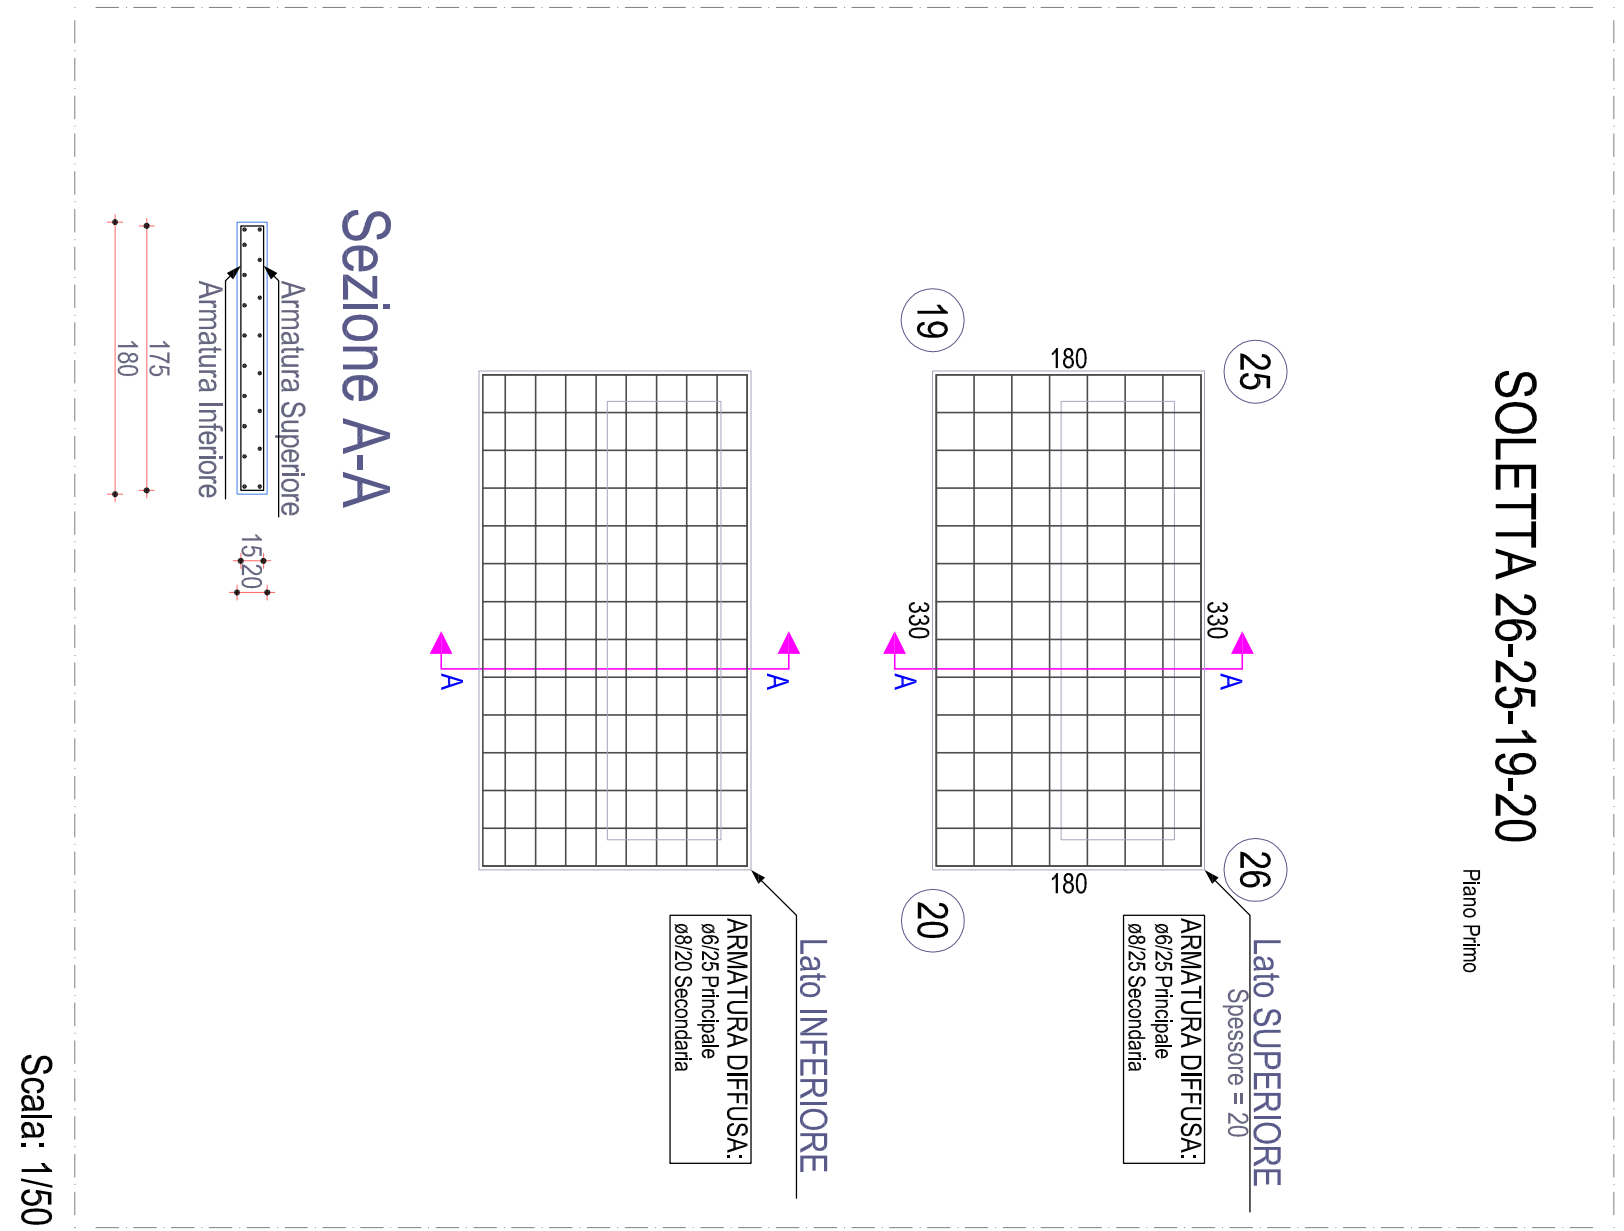 SOLETTA 26-25-19-20
Piano Primo
25
26
19
20
180
330
330
180
A
A
Lato SUPERIORE
Spessore = 20
ARMATURA DIFFUSA:
ø6/25 Principale
ø8/25 Secondaria
A
A
Lato INFERIORE
ARMATURA DIFFUSA:
ø6/25 Principale
ø8/20 Secondaria
Sezione A-A
Armatura Superiore
Armatura Inferiore
15
20
175
180
Scala: 1/50